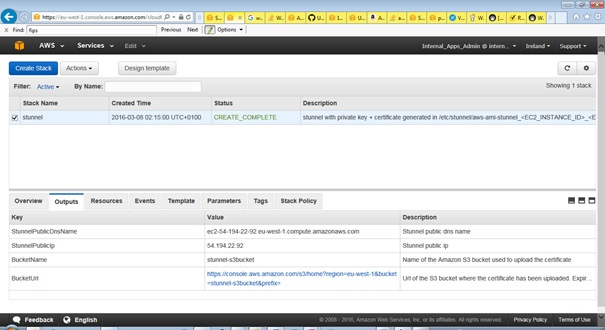 https://eu-west-1.console.aws.amazon.com/cloudf
Find: fips Previous Next Options
AWS Services Edit Internal_Apps_Admin @ intern... Ireland Support
Create Stack Actions Design template
Filter: Active By Name: Showing 1 stack
Stack Name Created Time Status Description
stunnel 2016-03-08 02:15:00 UTC+0100 CREATE_COMPLETE stunnel with private key + certificate generated in /etc/stunnel/aws-ami-stunnel_<EC2_INSTANCE_ID>_<E
Overview Outputs Resources Events Template Parameters Tags Stack Policy
Key Value Description
StunnelPublicDnsName ec2-54-194-22-92.eu-west-1.compute.amazonaws.com Stunnel public dns name
StunnelPublicIp 54.194.22.92 Stunnel public ip
BucketName stunnel-s3bucket Name of the Amazon S3 bucket used to upload the certificate
BucketUrl https://console.aws.amazon.com/s3/home?region=eu-west-1&bucket
=stunnel-s3bucket&prefix= Url of the S3 bucket where the certificate has been uploaded. Expir...
Feedback English © 2008 - 2016, Amazon Web Services, Inc. or its affiliates. All rights reserved. Privacy Policy Terms of Use